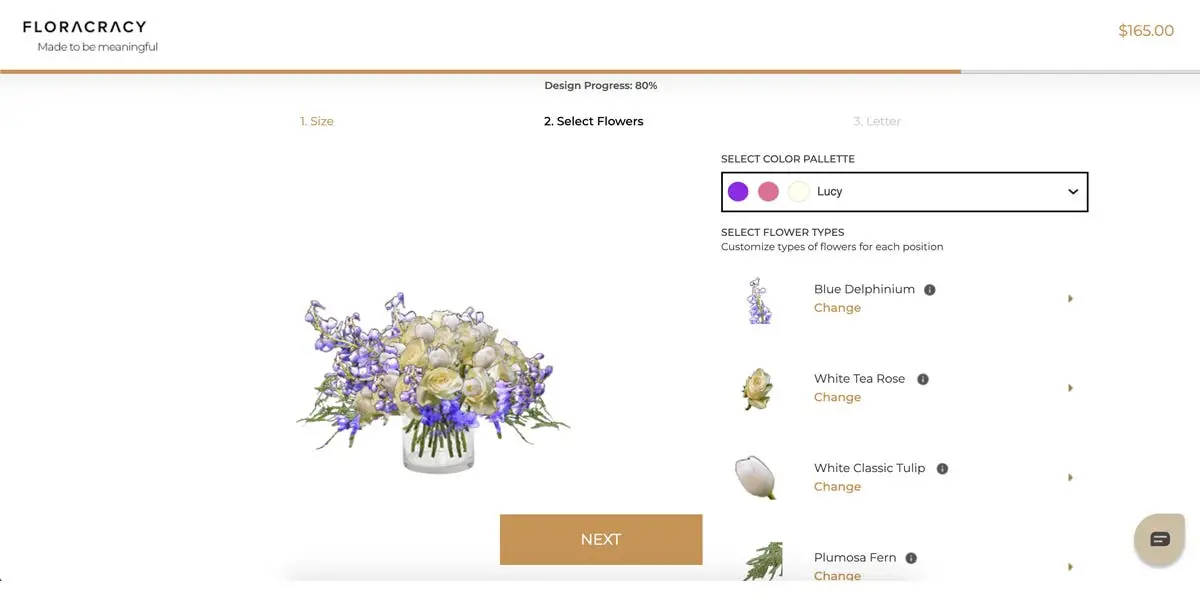 FLORACRACY
Made to be meaningful
$165.00
Design Progress: 80%
1. Size
2. Select Flowers
3. Letter
SELECT COLOR PALLETTE
Lucy
SELECT FLOWER TYPES
Customize types of flowers for each position
Blue Delphinium
Change
White Tea Rose
Change
White Classic Tulip
Change
NEXT
Plumosa Fern
Change